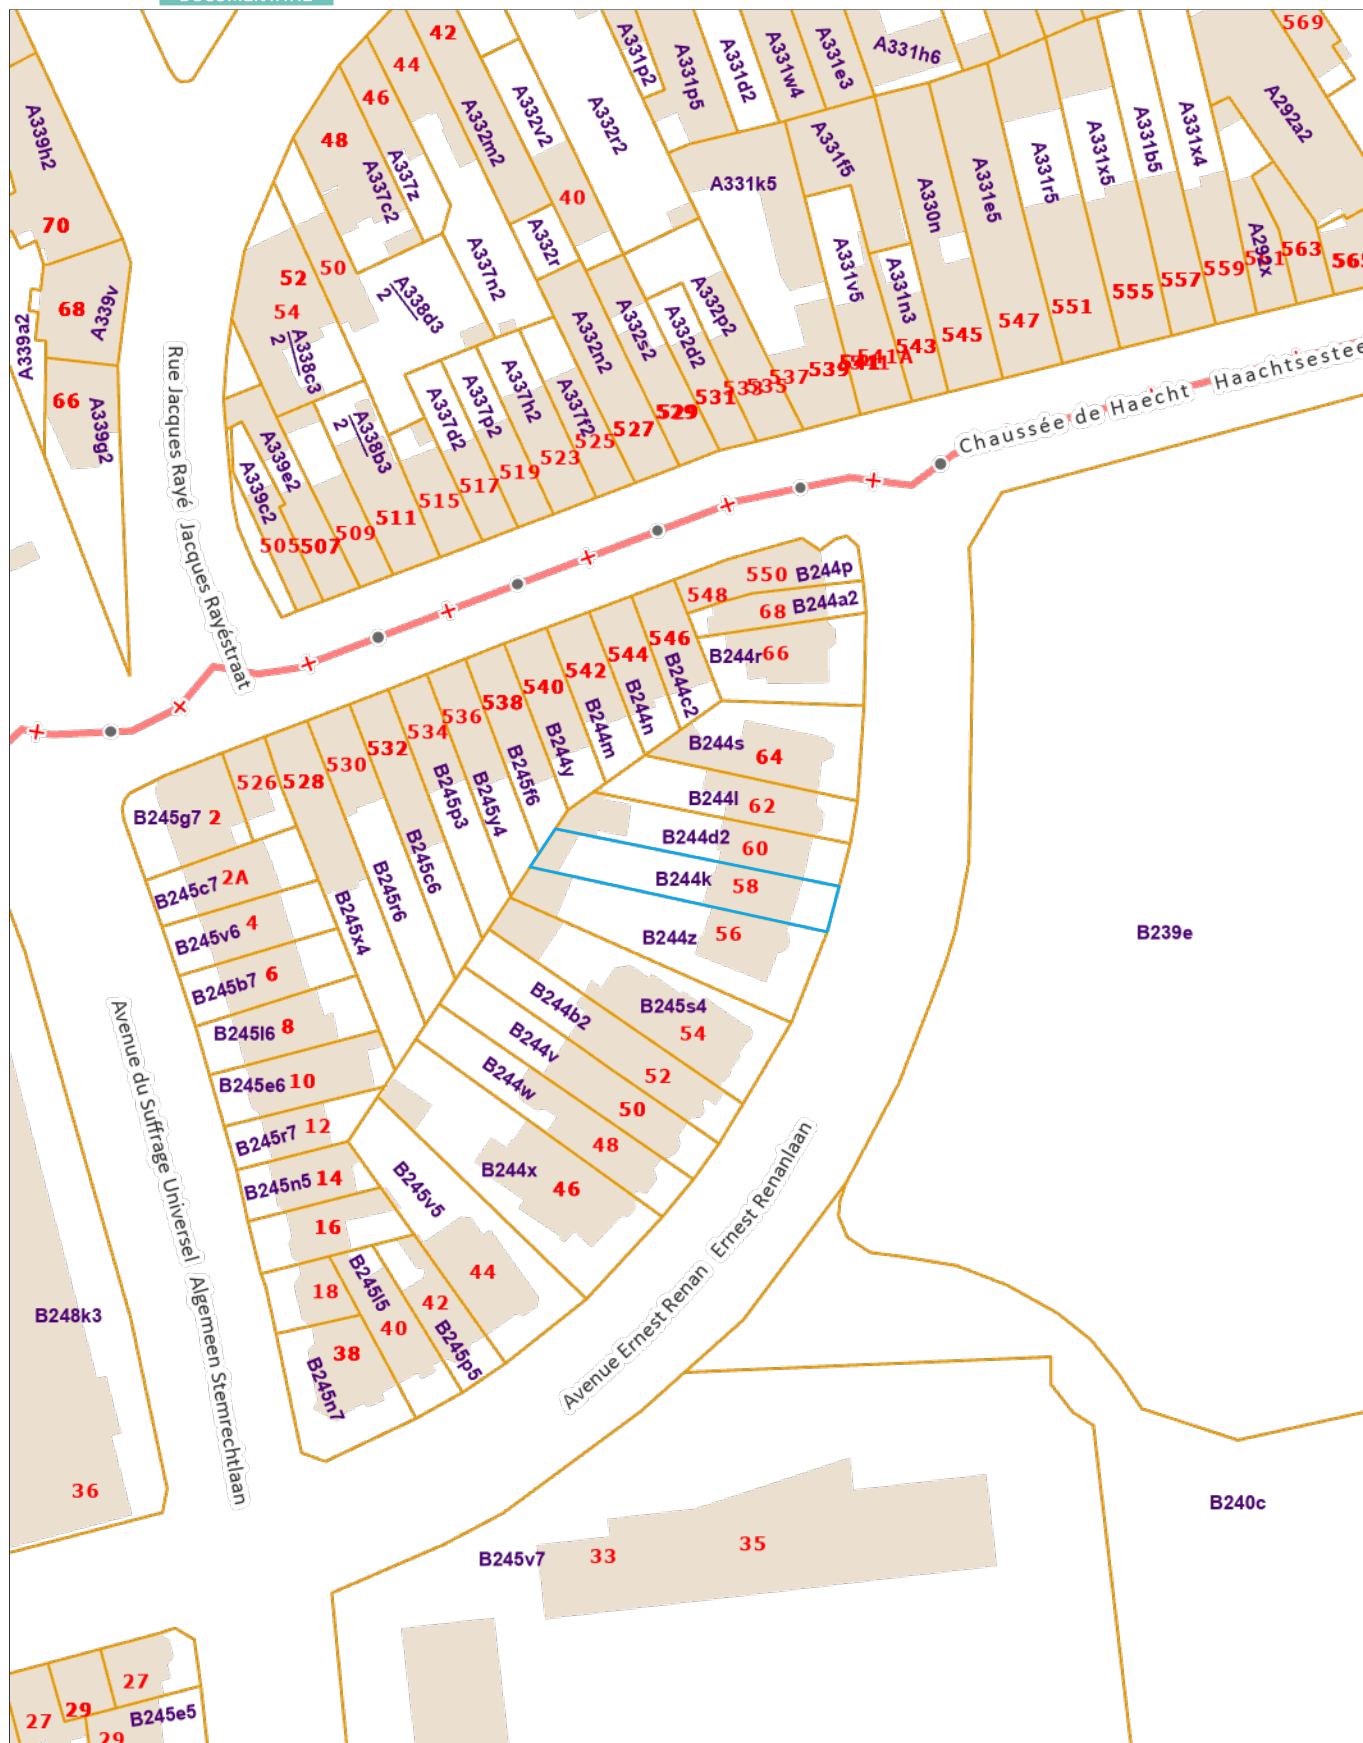 569
42
44
46
48
A339h2
70
68
A339v
A339a2
66
A339g2
A332m2
A332v2
A332r2
A331p2
A331p5
A331d2
A331w4
A331e3
A331h6
A337z
A337c2
40
A332r
A337n2
50
52
54
A338d3
2
A338c3
2
A338b3
2
A331k5
A331f5
A331v5
A331n3
A330n
A331e5
A331r5
A331x5
A331b5
A331x4
A292a2
A292x
563
559
557
555
551
547
545
543
541A
539
537
535
533
531
529
527
525
523
519
517
515
511
509
507
505
A332p2
A332d2
A332s2
A332n2
A337f2
A337h2
A337p2
A337d2
A339e2
A339c2
Rue Jacques Rayé Jacques Rayéstraat
Chaussée de Haecht Haachtsestee
550
B244p
548
68
B244a2
B244r
66
546
544
542
540
538
536
534
532
530
528
526
B244c2
B244n
B244m
B244y
B245f6
B245y4
B245p3
B245c6
B245r6
B245x4
B245g7
2
B245c7
2A
B245v6
4
B245b7
6
B245l6
8
B245e6
10
B245r7
12
B245n5
14
16
18
B245l5
40
42
B245p5
38
B245n7
44
B245v5
B244s
64
B244l
62
B244d2
60
B244k
58
B244z
56
B245s4
54
B244b2
52
B244v
50
B244w
48
B244x
46
B239e
Avenue du Suffrage Universel Algemeen Stemrechtlaan
Avenue Ernest Renan Ernest Renanlaan
B248k3
36
B240c
B245v7
33
35
27
29
27
29
B245e5